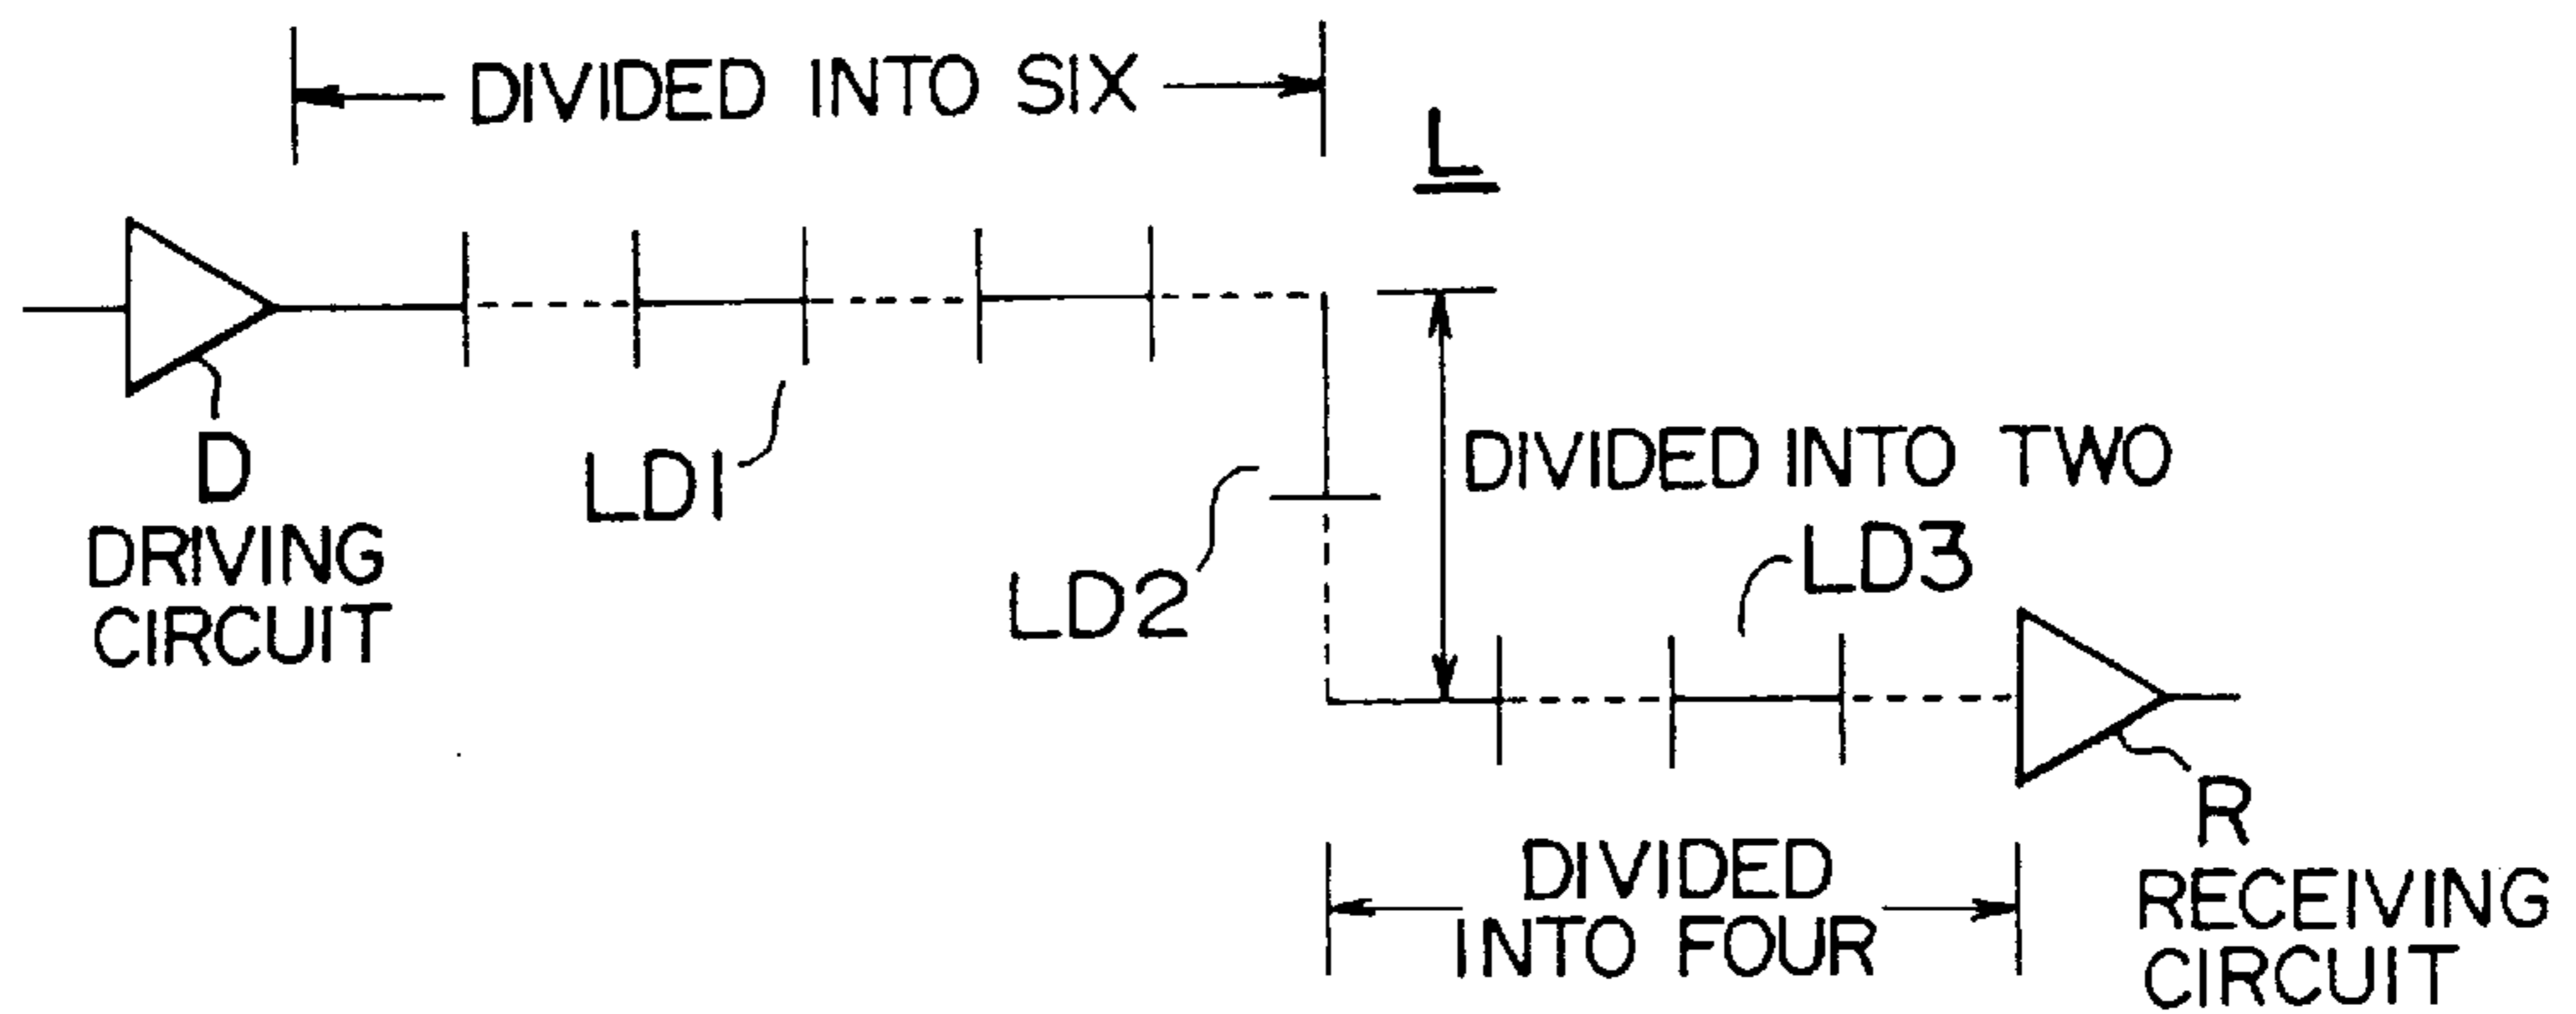 DIVIDED INTO SIX
L
D
DRIVING
CIRCUIT
LD1
LD2
DIVIDED INTO TWO
LD3
R
RECEIVING
CIRCUIT
DIVIDED
INTO FOUR